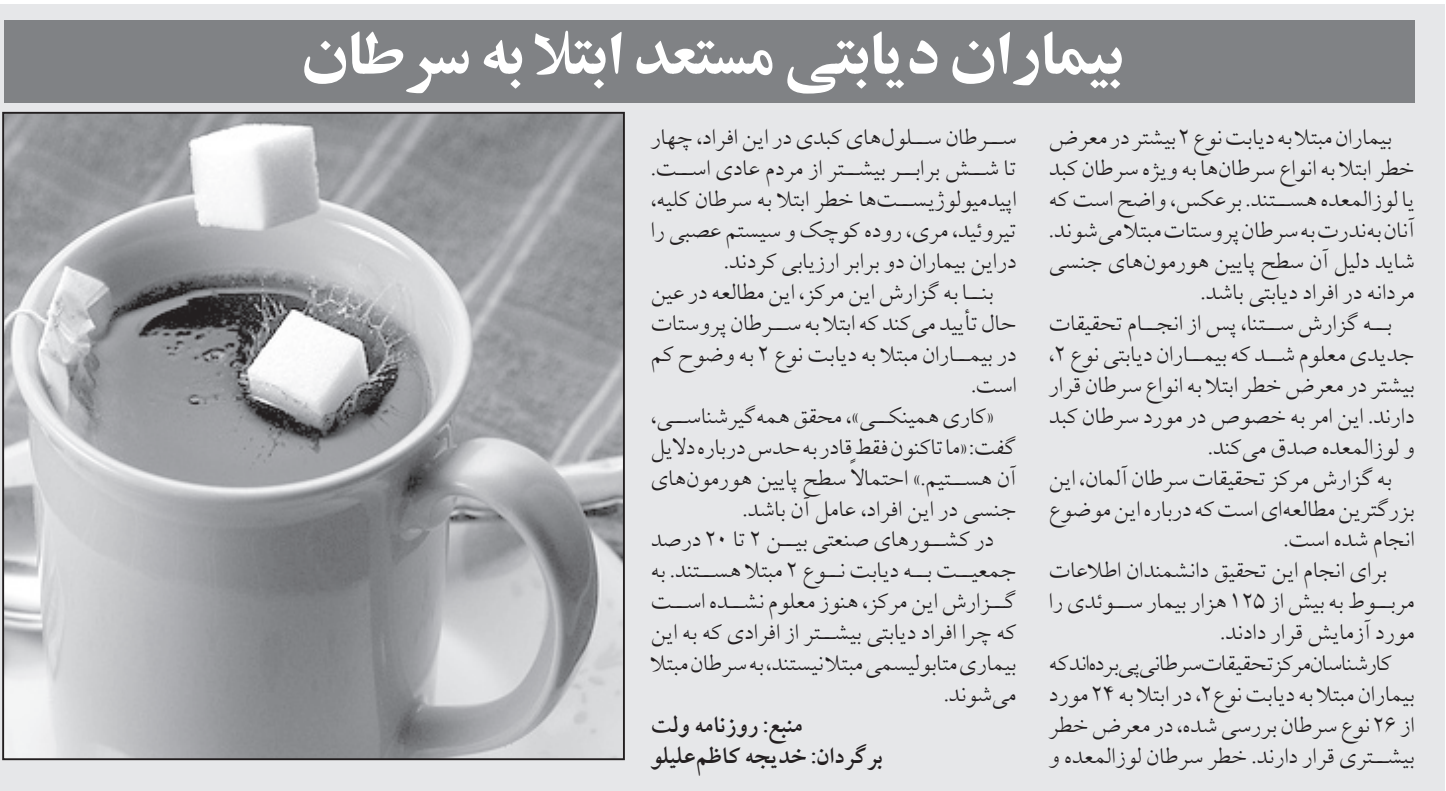 بیماران دیابتی مستعد ابتلا به سرطان
بیماران مبتلا به دیابت نوع ۲ بیشتر در معرض
خطر ابتلا به انواع سرطان‌ها به ویژه سرطان کبد
یا لوزالمعده هستند. برعکس، واضح است که
آنان به‌ندرت به سرطان پروستات مبتلا می‌شوند.
شاید دلیل آن سطح پایین هورمون‌های جنسی
مردانه در افراد دیابتی باشد.
به گزارش ستنا، پس از انجام تحقیقات
جدیدی معلوم شد که بیماران دیابتی نوع ۲،
بیشتر در معرض خطر ابتلا به انواع سرطان قرار
دارند. این امر به خصوص در مورد سرطان کبد
و لوزالمعده صدق می‌کند.
به گزارش مرکز تحقیقات سرطان آلمان، این
بزرگترین مطالعه‌ای است که درباره این موضوع
انجام شده است.
برای انجام این تحقیق دانشمندان اطلاعات
مربوط به بیش از ۱۲۵ هزار بیمار سوئدی را
مورد آزمایش قرار دادند.
کارشناسان مرکز تحقیقات سرطانی پی برده‌اند که
بیماران مبتلا به دیابت نوع ۲، در ابتلا به ۲۴ مورد
از ۲۶ نوع سرطان بررسی شده، در معرض خطر
بیشتری قرار دارند. خطر سرطان لوزالمعده و
سرطان سلول‌های کبدی در این افراد، چهار
تا شش برابر بیشتر از مردم عادی است.
اپیدمیولوژیست‌ها خطر ابتلا به سرطان کلیه،
تیروئید، مری، روده کوچک و سیستم عصبی را
دراین بیماران دو برابر ارزیابی کردند.
بنا به گزارش این مرکز، این مطالعه در عین
حال تأیید می‌کند که ابتلا به سرطان پروستات
در بیماران مبتلا به دیابت نوع ۲ به وضوح کم
است.
«کاری همینکی»، محقق همه‌گیرشناسی،
گفت: «ما تاکنون فقط قادر به حدس درباره دلایل
آن هستیم.» احتمالاً سطح پایین هورمون‌های
جنسی در این افراد، عامل آن باشد.
در کشورهای صنعتی بین ۲ تا ۲۰ درصد
جمعیت به دیابت نوع ۲ مبتلا هستند. به
گزارش این مرکز، هنوز معلوم نشده است
که چرا افراد دیابتی بیشتر از افرادی که به این
بیماری متابولیسمی مبتلا نیستند، به سرطان مبتلا
می‌شوند.
منبع: روزنامه ولت
برگردان: خدیجه کاظم‌علیلو